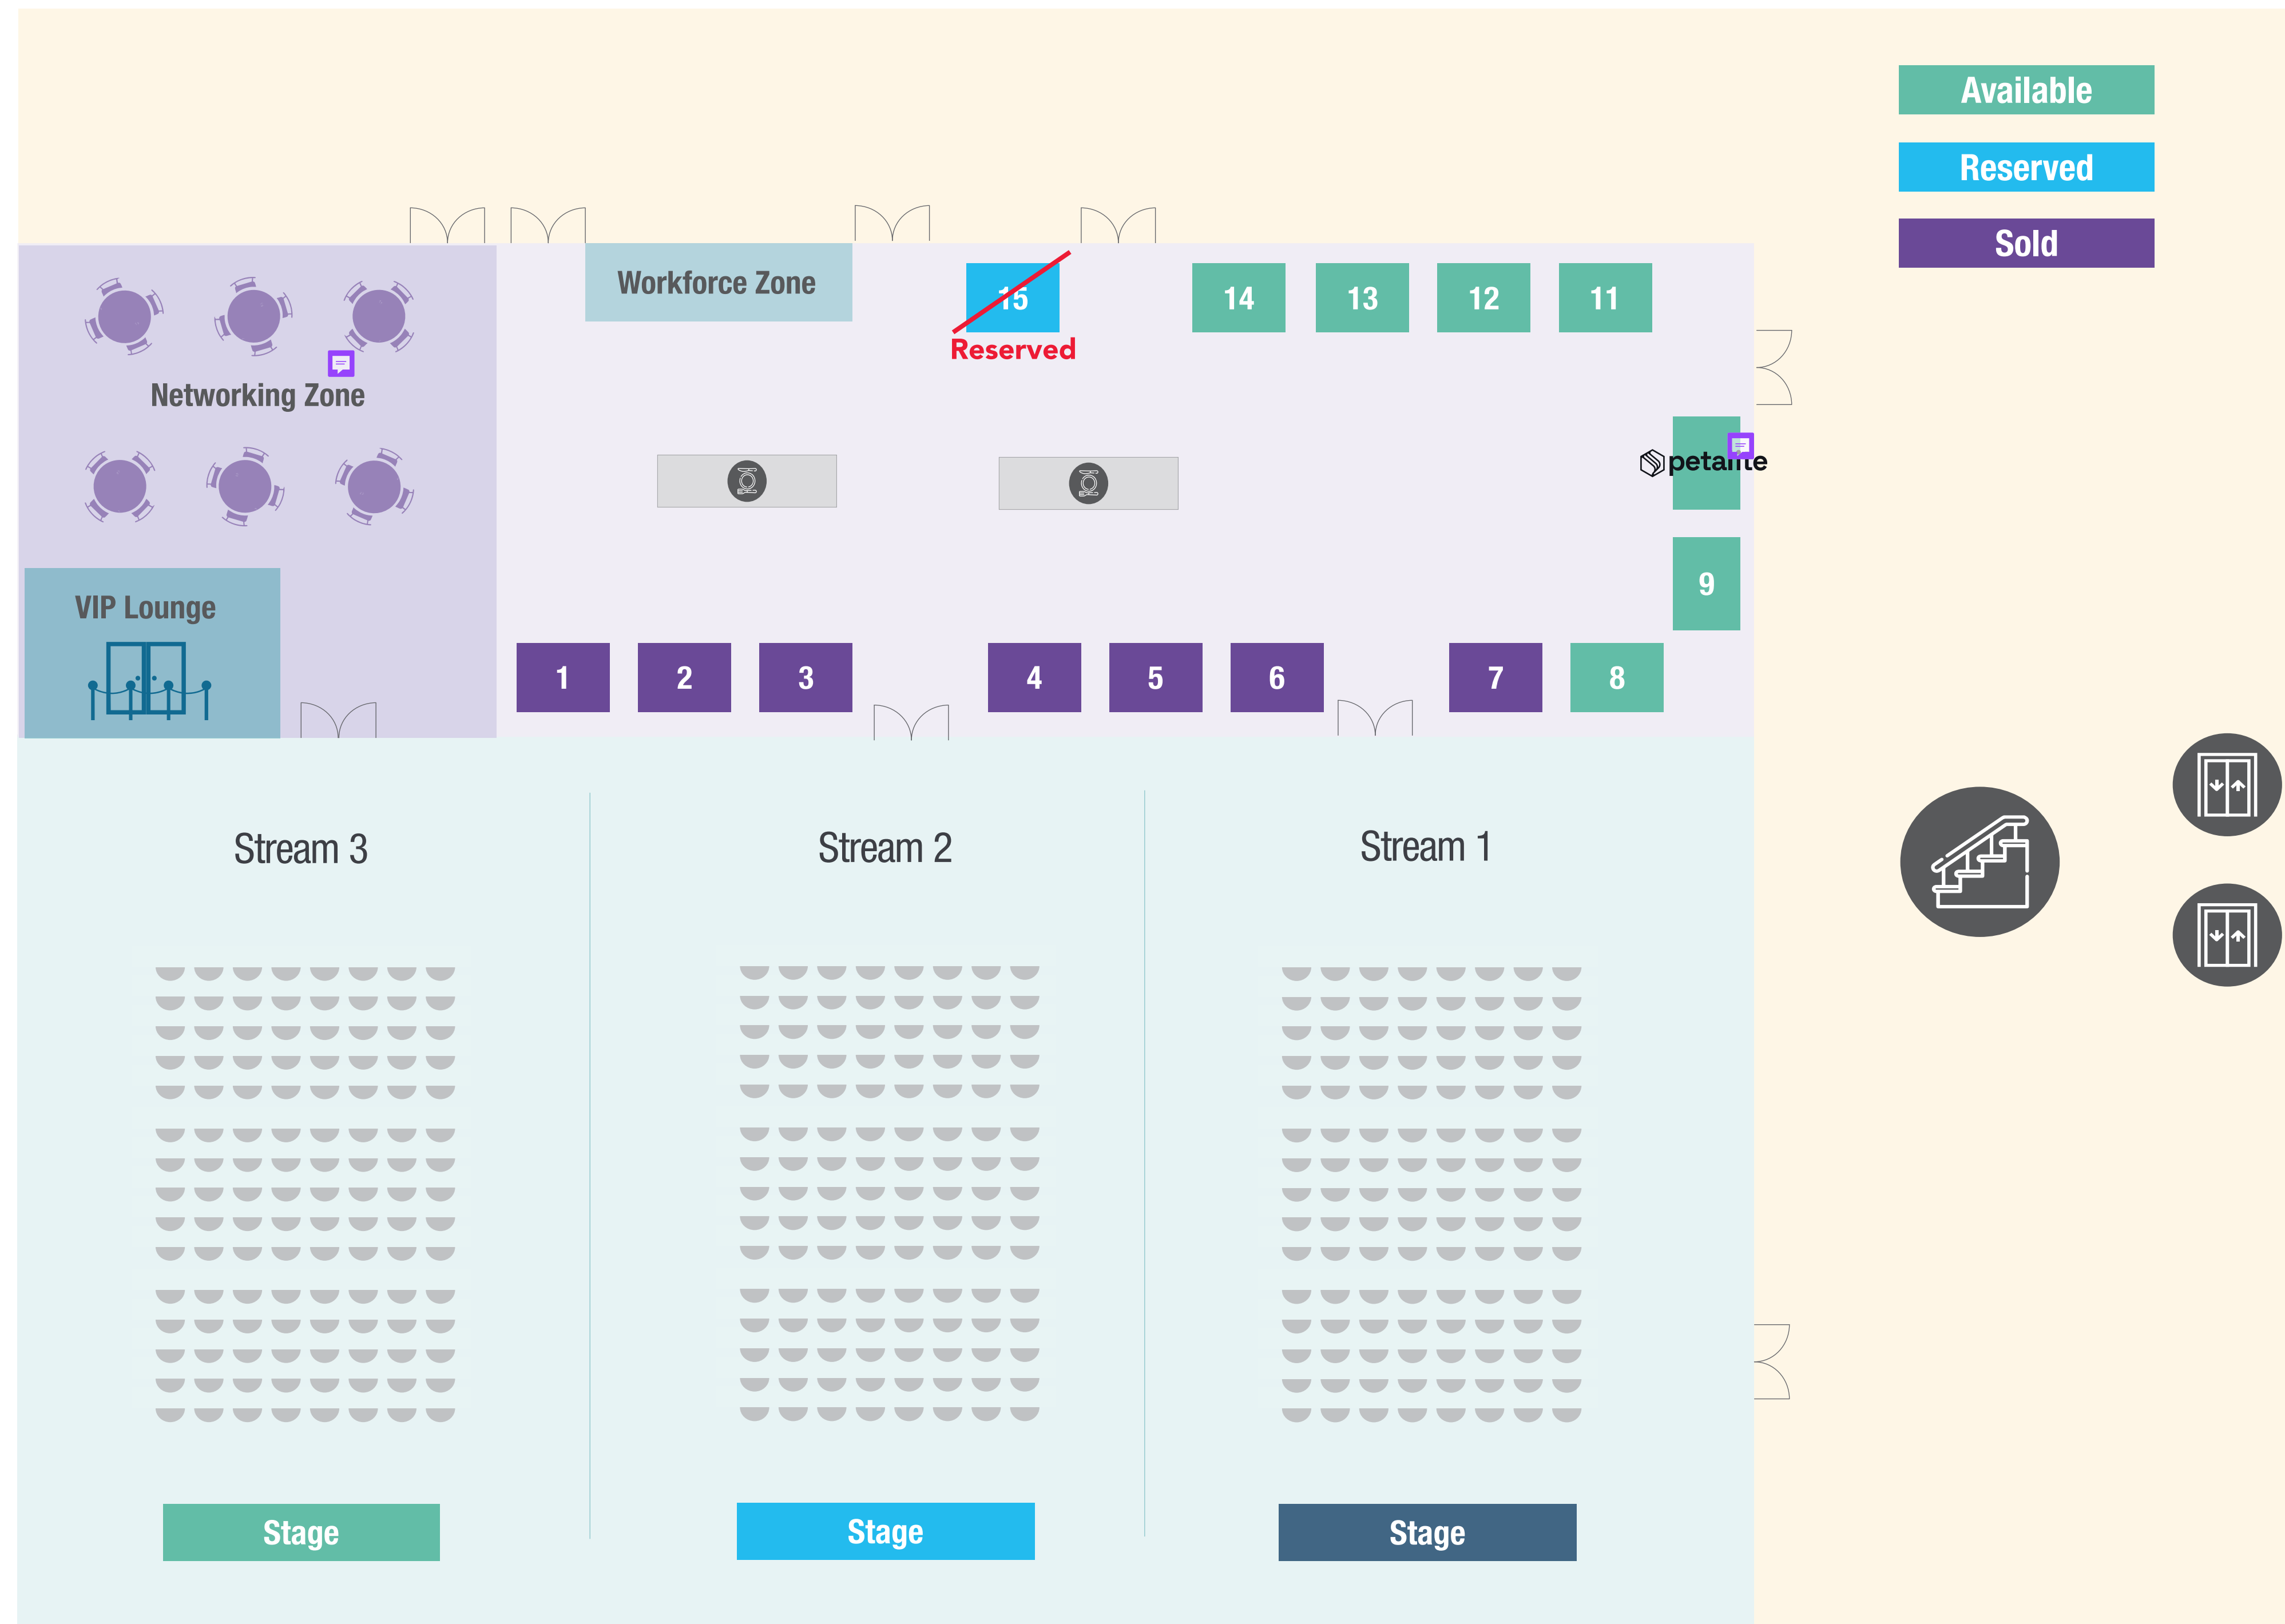 Available
Reserved
Sold
Workforce Zone
15
Reserved
14
13
12
11
Networking Zone
petalite
9
VIP Lounge
1
2
3
4
5
6
7
8
Stream 3
Stream 2
Stream 1
Stage
Stage
Stage